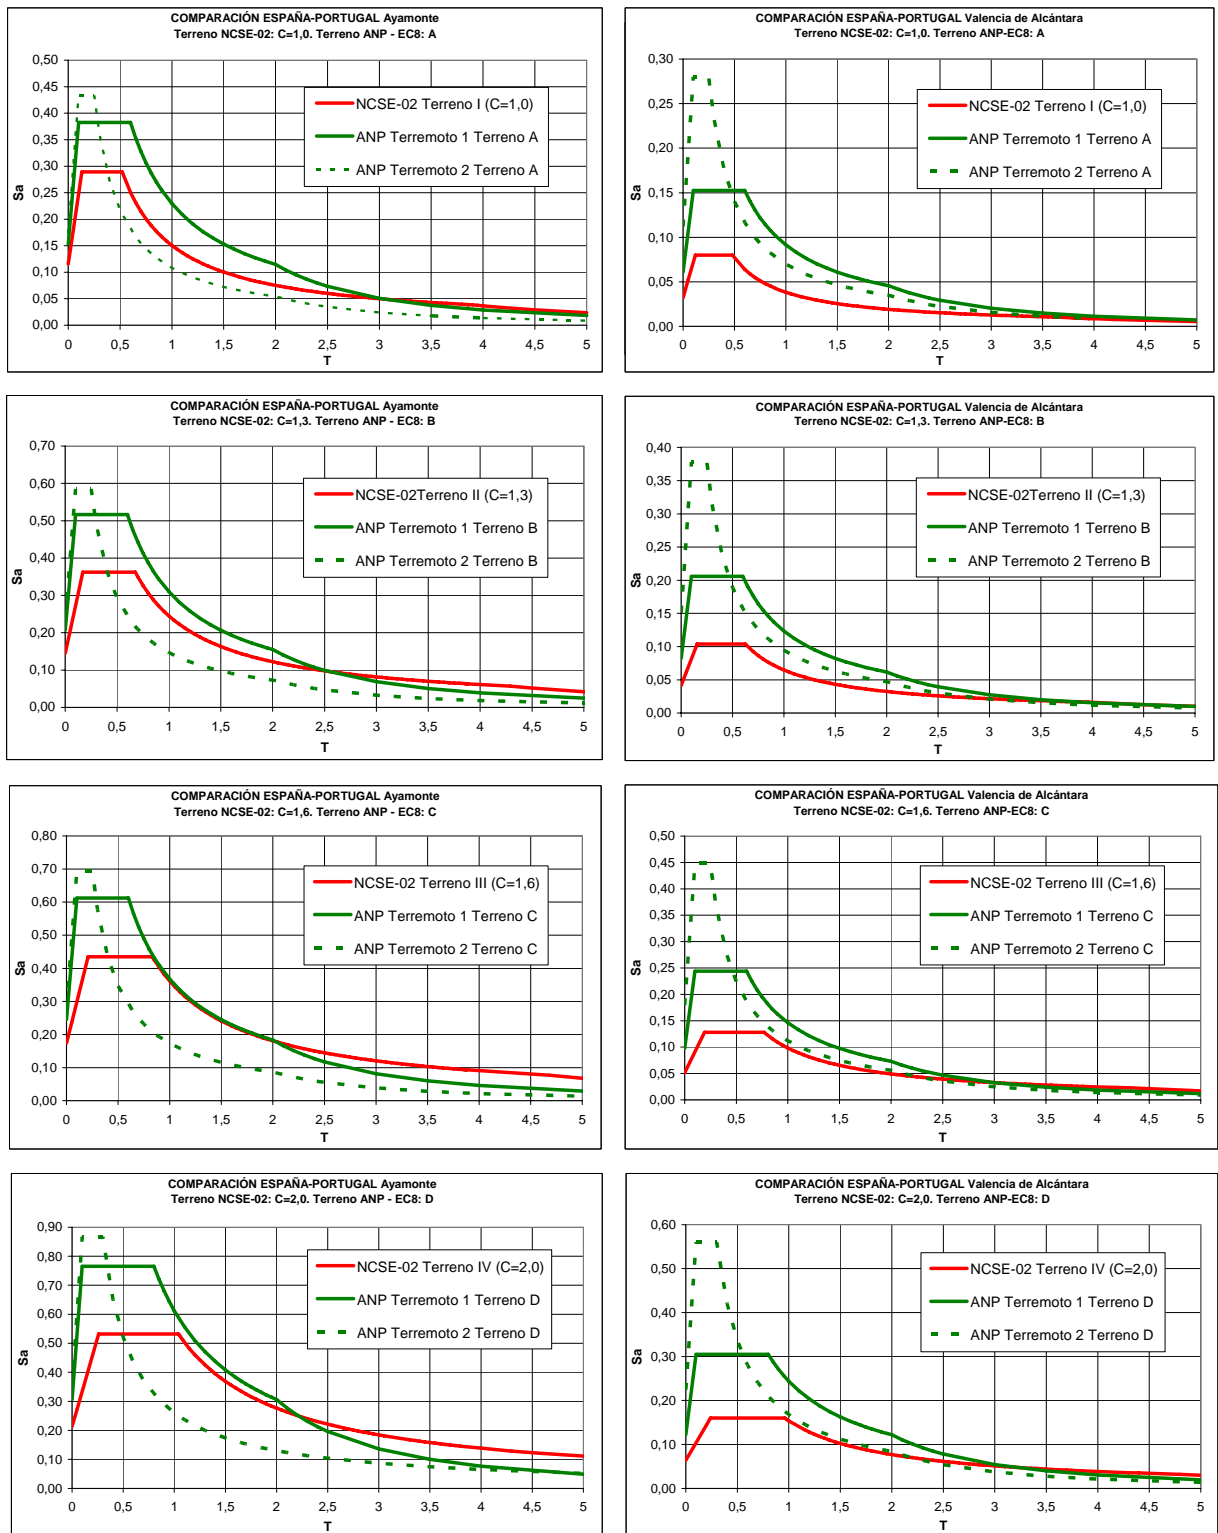 COMPARACIÓN ESPAÑA-PORTUGAL Ayamonte
Terreno NCSE-02: C=1,0. Terreno ANP - EC8: A
0,50
0,45
0,40
0,35
0,30
0,25
0,20
0,15
0,10
0,05
0,00
Sa
NCSE-02 Terreno I (C=1,0)
ANP Terremoto 1 Terreno A
ANP Terremoto 2 Terreno A
0 0,5 1 1,5 2 2,5 3 3,5 4 4,5 5
T
COMPARACIÓN ESPAÑA-PORTUGAL Valencia de Alcántara
Terreno NCSE-02: C=1,0. Terreno ANP-EC8: A
0,30
0,25
0,20
0,15
0,10
0,05
0,00
Sa
NCSE-02 Terreno I (C=1,0)
ANP Terremoto 1 Terreno A
ANP Terremoto 2 Terreno A
0 0,5 1 1,5 2 2,5 3 3,5 4 4,5 5
T
COMPARACIÓN ESPAÑA-PORTUGAL Ayamonte
Terreno NCSE-02: C=1,3. Terreno ANP - EC8: B
0,70
0,60
0,50
0,40
0,30
0,20
0,10
0,00
Sa
NCSE-02Terreno II (C=1,3)
ANP Terremoto 1 Terreno B
ANP Terremoto 2 Terreno B
0 0,5 1 1,5 2 2,5 3 3,5 4 4,5 5
T
COMPARACIÓN ESPAÑA-PORTUGAL Valencia de Alcántara
Terreno NCSE-02: C=1,3. Terreno ANP-EC8: B
0,40
0,35
0,30
0,25
0,20
0,15
0,10
0,05
0,00
Sa
NCSE-02Terreno II (C=1,3)
ANP Terremoto 1 Terreno B
ANP Terremoto 2 Terreno B
0 0,5 1 1,5 2 2,5 3 3,5 4 4,5 5
T
COMPARACIÓN ESPAÑA-PORTUGAL Ayamonte
Terreno NCSE-02: C=1,6. Terreno ANP - EC8: C
0,80
0,70
0,60
0,50
0,40
0,30
0,20
0,10
0,00
Sa
NCSE-02 Terreno III (C=1,6)
ANP Terremoto 1 Terreno C
ANP Terremoto 2 Terreno C
0 0,5 1 1,5 2 2,5 3 3,5 4 4,5 5
T
COMPARACIÓN ESPAÑA-PORTUGAL Valencia de Alcántara
Terreno NCSE-02: C=1,6. Terreno ANP-EC8: C
0,50
0,45
0,40
0,35
0,30
0,25
0,20
0,15
0,10
0,05
0,00
Sa
NCSE-02 Terreno III (C=1,6)
ANP Terremoto 1 Terreno C
ANP Terremoto 2 Terreno C
0 0,5 1 1,5 2 2,5 3 3,5 4 4,5 5
T
COMPARACIÓN ESPAÑA-PORTUGAL Ayamonte
Terreno NCSE-02: C=2,0. Terreno ANP - EC8: D
0,90
0,80
0,70
0,60
0,50
0,40
0,30
0,20
0,10
0,00
Sa
NCSE-02 Terreno IV (C=2,0)
ANP Terremoto 1 Terreno D
ANP Terremoto 2 Terreno D
0 0,5 1 1,5 2 2,5 3 3,5 4 4,5 5
T
COMPARACIÓN ESPAÑA-PORTUGAL Valencia de Alcántara
Terreno NCSE-02: C=2,0. Terreno ANP-EC8: D
0,60
0,50
0,40
0,30
0,20
0,10
0,00
Sa
NCSE-02 Terreno IV (C=2,0)
ANP Terremoto 1 Terreno D
ANP Terremoto 2 Terreno D
0 0,5 1 1,5 2 2,5 3 3,5 4 4,5 5
T